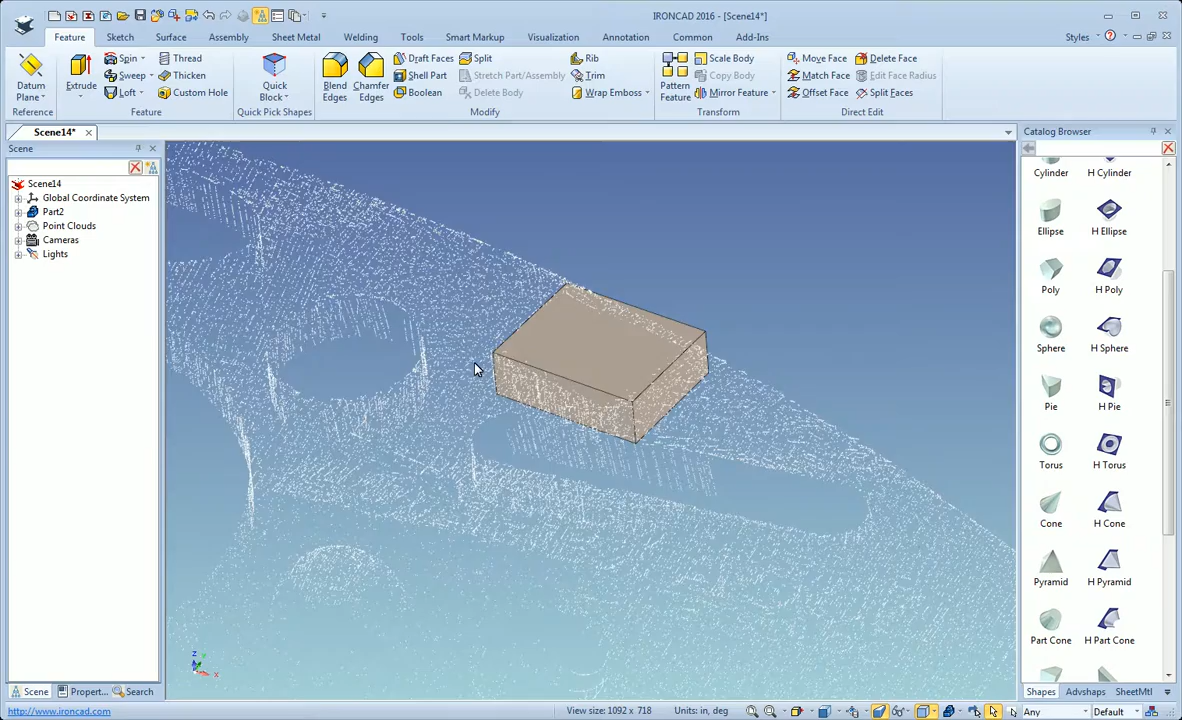 IRONCAD 2016 - [Scene14*]
Feature Sketch Surface Assembly Sheet Metal Welding Tools Smart Markup Visualization Annotation Common Add-Ins Styles
Datum Plane
Reference
Extrude Spin Sweep Loft Thread Thicken Custom Hole
Feature
Quick Block
Quick Pick Shapes
Blend Edges Chamfer Edges Draft Faces Shell Part Boolean Split Stretch Part/Assembly Delete Body Rib Trim Wrap Emboss
Modify
Pattern Feature Scale Body Copy Body Mirror Feature
Transform
Move Face Match Face Offset Face Delete Face Edit Face Radius Split Faces
Direct Edit
Scene14*
Scene
Scene14
Global Coordinate System
Part2
Point Clouds
Cameras
Lights
z
x
Catalog Browser
Cylinder H Cylinder
Ellipse H Ellipse
Poly H Poly
Sphere H Sphere
Pie H Pie
Torus H Torus
Cone H Cone
Pyramid H Pyramid
Part Cone H Part Cone
Scene Propert... Search
Shapes Advshapes SheetMtl
http://www.ironcad.com View size: 1092 x 718 Units: in, deg Any Default